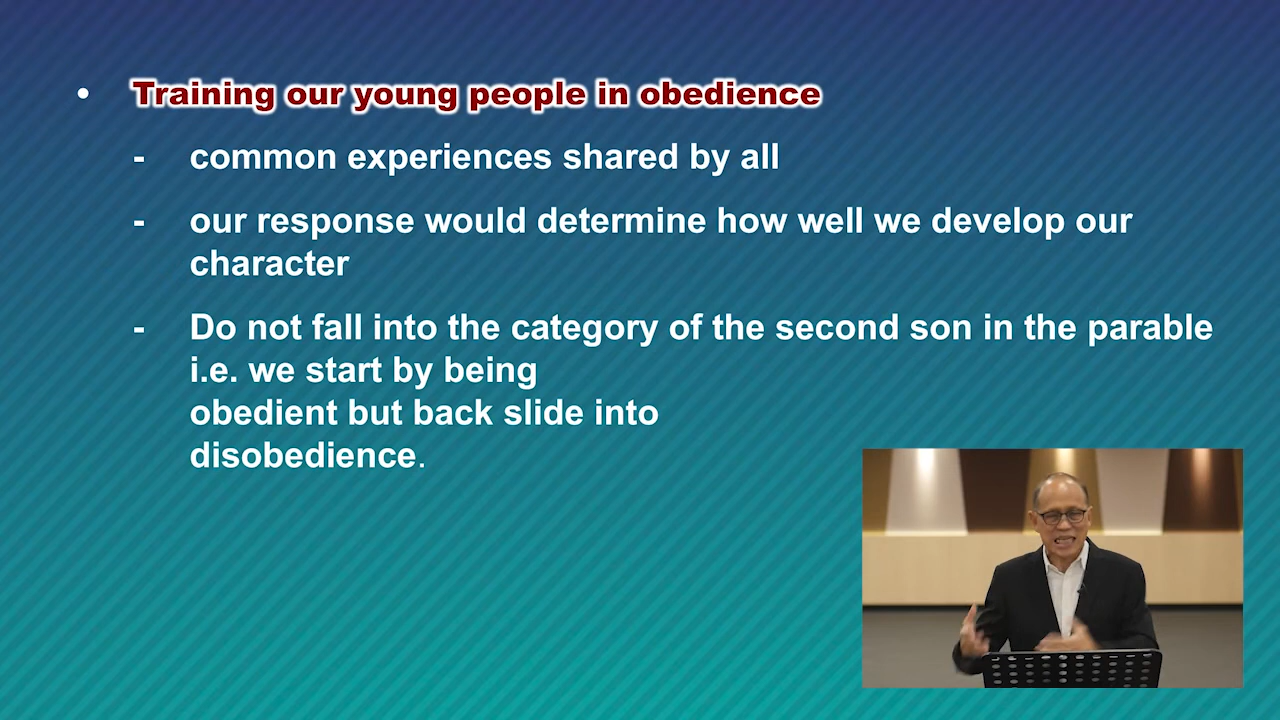 • Training our young people in obedience
- common experiences shared by all
- our response would determine how well we develop our
character
- Do not fall into the category of the second son in the parable
i.e. we start by being
obedient but back slide into
disobedience.